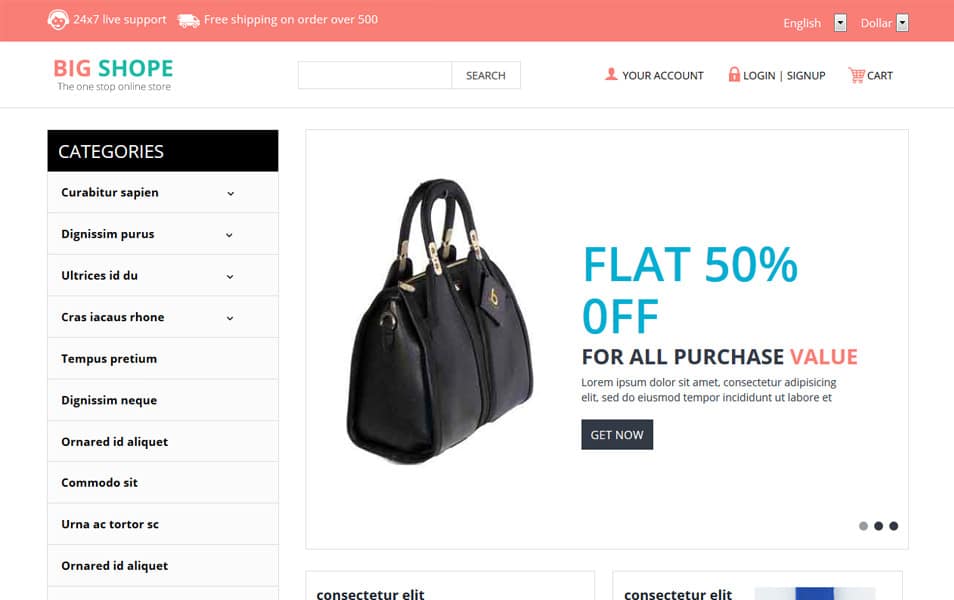 24x7 live support Free shipping on order over 500 English Dollar
BIG SHOPE
The one stop online store
SEARCH YOUR ACCOUNT LOGIN | SIGNUP CART
CATEGORIES
Curabitur sapien
Dignissim purus
Ultrices id du
Cras iacaus rhone
Tempus pretium
Dignissim neque
Ornared id aliquet
Commodo sit
Urna ac tortor sc
Ornared id aliquet
FLAT 50%
0FF
FOR ALL PURCHASE VALUE
Lorem ipsum dolor sit amet, consectetur adipisicing
elit, sed do eiusmod tempor incididunt ut labore et
GET NOW
consectetur elit
consectetur elit